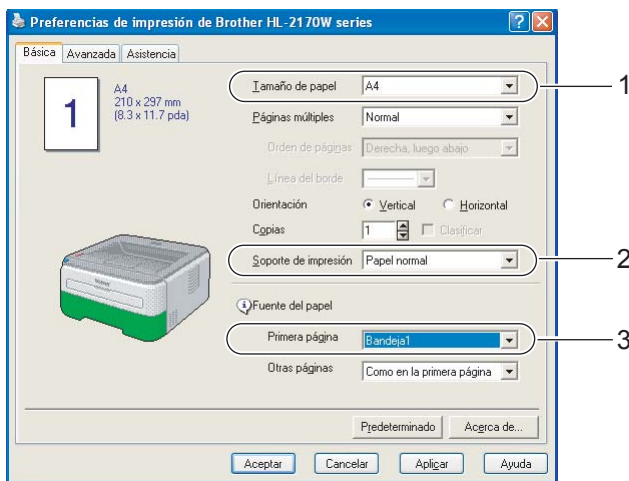 Preferencias de impresión de Brother HL-2170W series
Básica Avanzada Asistencia
1
A4
210 x 297 mm
(8.3 x 11.7 pda)
Tamaño de papel A4 1
Páginas múltiples Normal
Orden de páginas Derecha, luego abajo
Línea del borde
Orientación Vertical Horizontal
Copias 1 Clasificar
Soporte de impresión Papel normal 2
Fuente del papel
Primera página Bandeja1 3
Otras páginas Como en la primera página
Predeterminado Acerca de...
Aceptar Cancelar Aplicar Ayuda